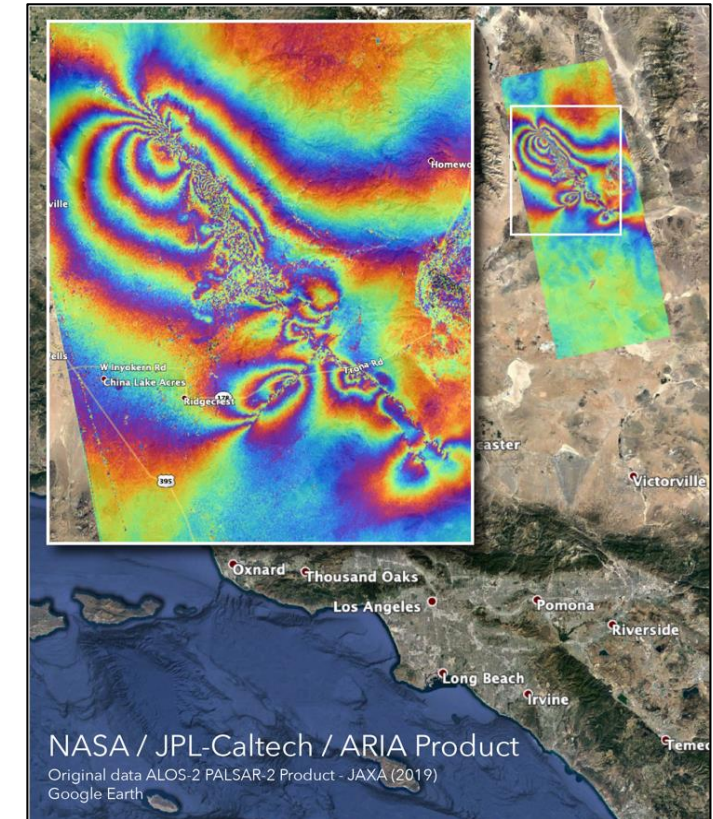 Homewo
ville
ells
W Inyokern Rd
China Lake Acres
178
Ridgecrest
Trona Rd
395
caster
Victorville
Oxnard
Thousand Oaks
Los Angeles
Pomona
Riverside
Long Beach
Irvine
Temec
NASA / JPL-Caltech / ARIA Product
Original data ALOS-2 PALSAR-2 Product - JAXA (2019)
Google Earth